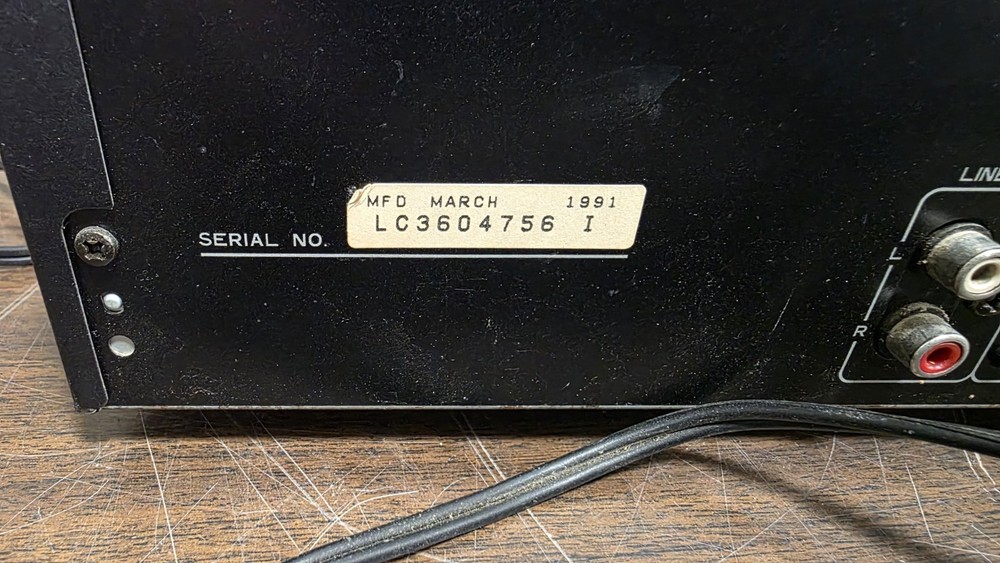 MFD MARCH 1991
LC3604756 I
SERIAL NO.
LINE
L
R